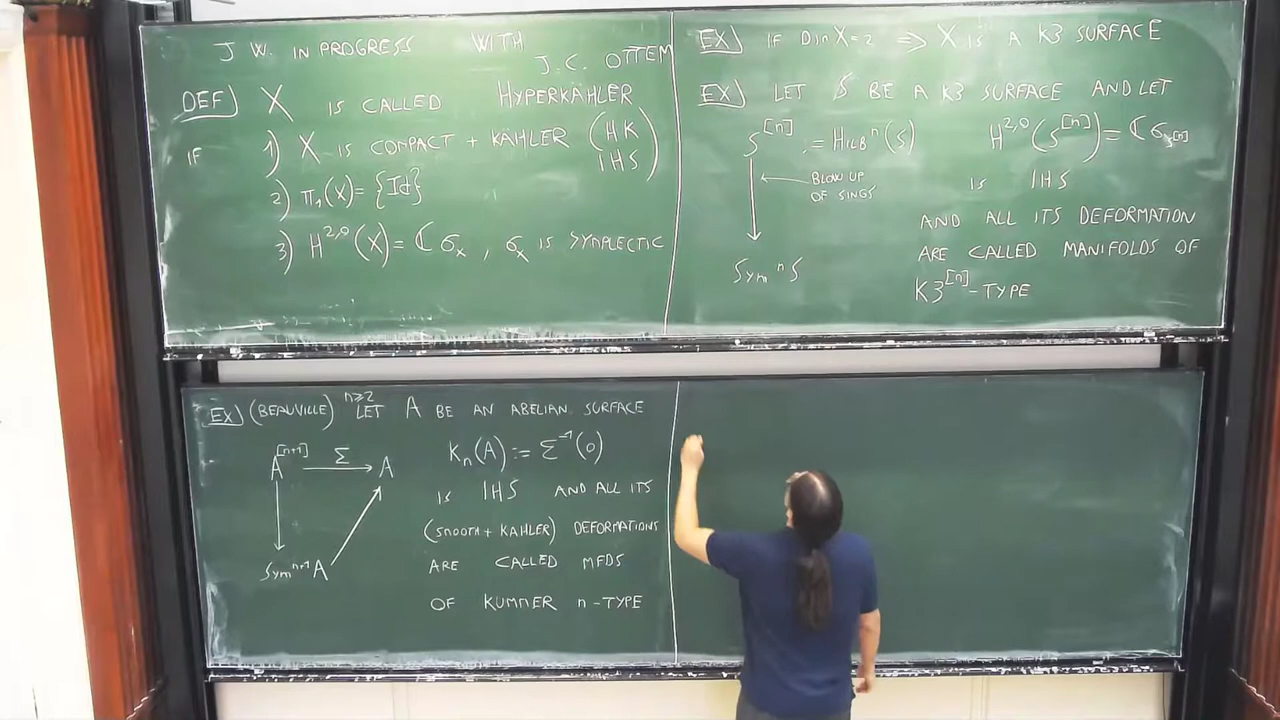 J W. IN PROGRESS WITH
J.C. OTTEM
DEF) X IS CALLED HYPERKÄHLER
IF 1) X IS COMPACT + KÄHLER (HK IHS)
2) π₁(X) = {Id}
3) H^{2,0}(X) = ℂ σ_X , σ_X IS SYMPLECTIC
EX) IF DIM X = 2 ⇒ X IS A K3 SURFACE
EX) LET S BE A K3 SURFACE AND LET
S^{[n]} := HILB^n(S) H^{2,0}(S^{[n]}) = ℂ σ_{S^{[n]}}
BLOW UP
OF SINGS
IS IHS
AND ALL ITS DEFORMATION
ARE CALLED MANIFOLDS OF
Sym^n S
K3^{[n]}-TYPE
EX) (BEAUVILLE) n⩾2 LET A BE AN ABELIAN SURFACE
A^{[n+1]} Σ A K_n(A) := Σ^{-1}(0)
IS IHS AND ALL ITS
(SMOOTH + KÄHLER) DEFORMATIONS
ARE CALLED MFDS
Sym^{n+1} A
OF KUMMER n-TYPE